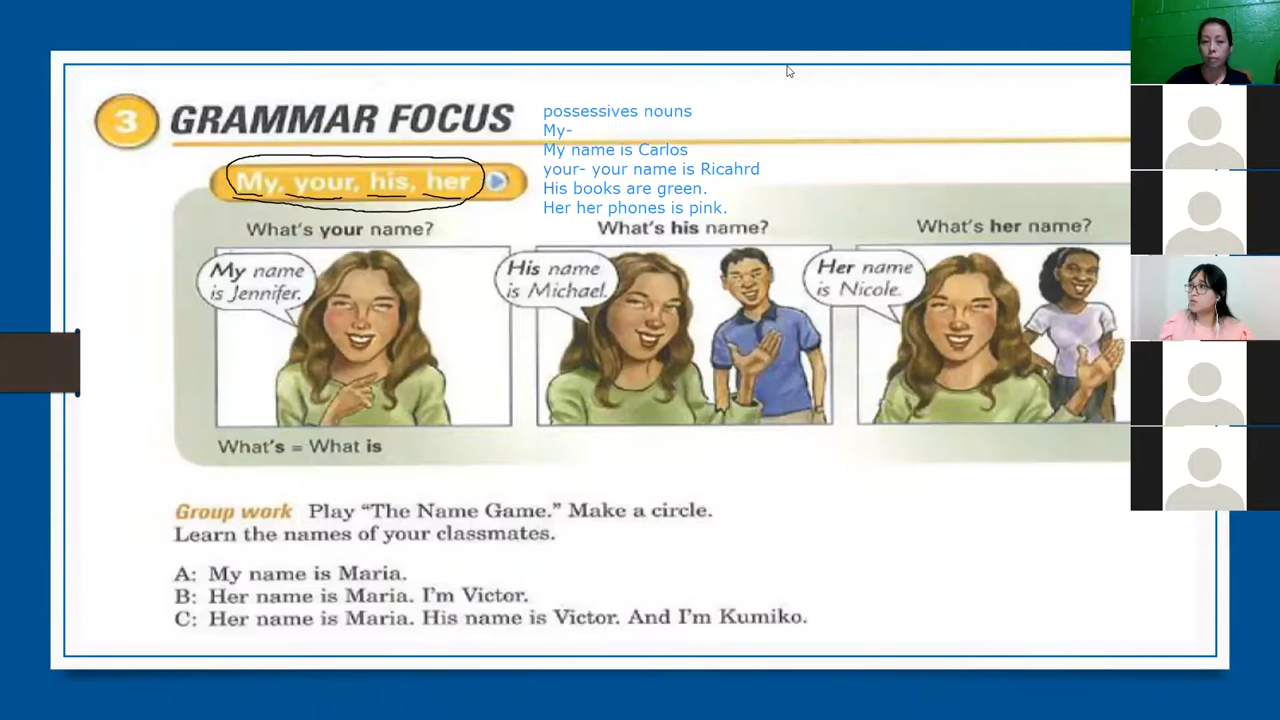 3 GRAMMAR FOCUS
possessives nouns
My-
My name is Carlos
your- your name is Ricahrd
His books are green.
Her her phones is pink.
My, your, his, her
What's your name?
My name
is Jennifer.
What's his name?
His name
is Michael.
What's her name?
Her name
is Nicole.
What's = What is
Group work Play “The Name Game.” Make a circle.
Learn the names of your classmates.
A: My name is Maria.
B: Her name is Maria. I'm Victor.
C: Her name is Maria. His name is Victor. And I'm Kumiko.